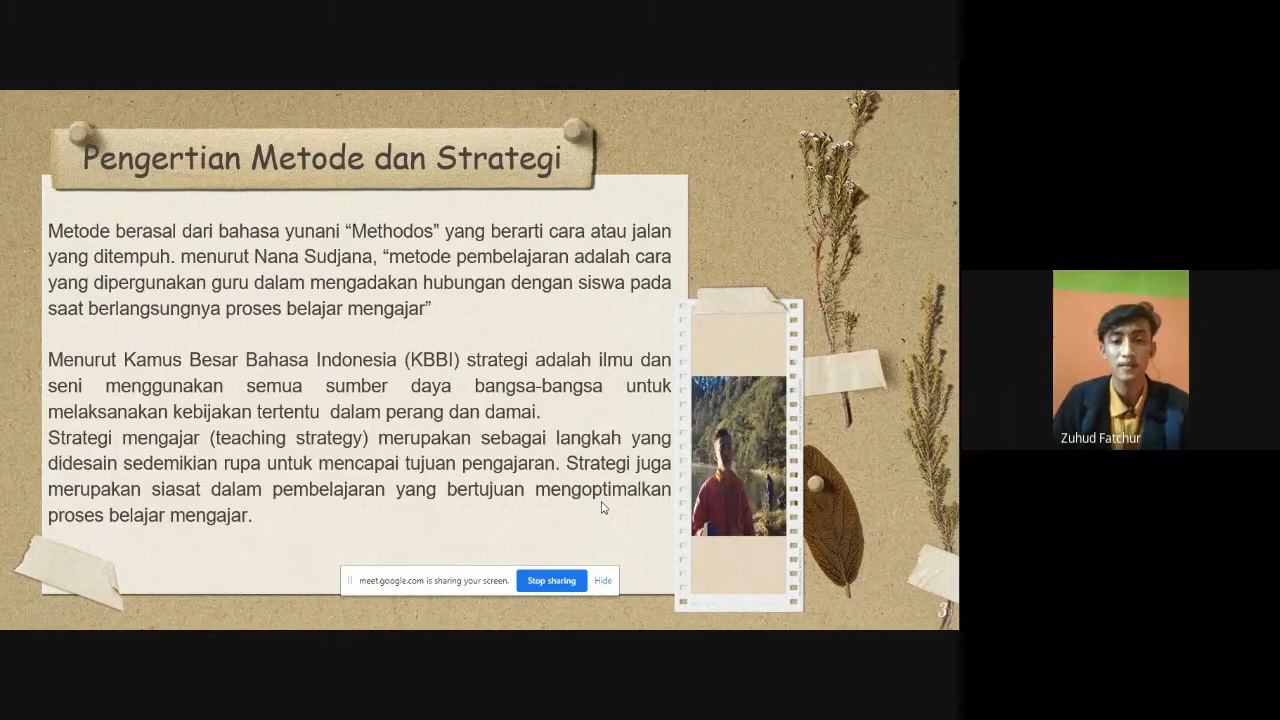 Pengertian Metode dan Strategi
Metode berasal dari bahasa yunani “Methodos” yang berarti cara atau jalan
yang ditempuh. menurut Nana Sudjana, “metode pembelajaran adalah cara
yang dipergunakan guru dalam mengadakan hubungan dengan siswa pada
saat berlangsungnya proses belajar mengajar”
Menurut Kamus Besar Bahasa Indonesia (KBBI) strategi adalah ilmu dan
seni menggunakan semua sumber daya bangsa-bangsa untuk
melaksanakan kebijakan tertentu dalam perang dan damai.
Strategi mengajar (teaching strategy) merupakan sebagai langkah yang
didesain sedemikian rupa untuk mencapai tujuan pengajaran. Strategi juga
merupakan siasat dalam pembelajaran yang bertujuan mengoptimalkan
proses belajar mengajar.
meet.google.com is sharing your screen. Stop sharing Hide
3
Zuhud Fatchur